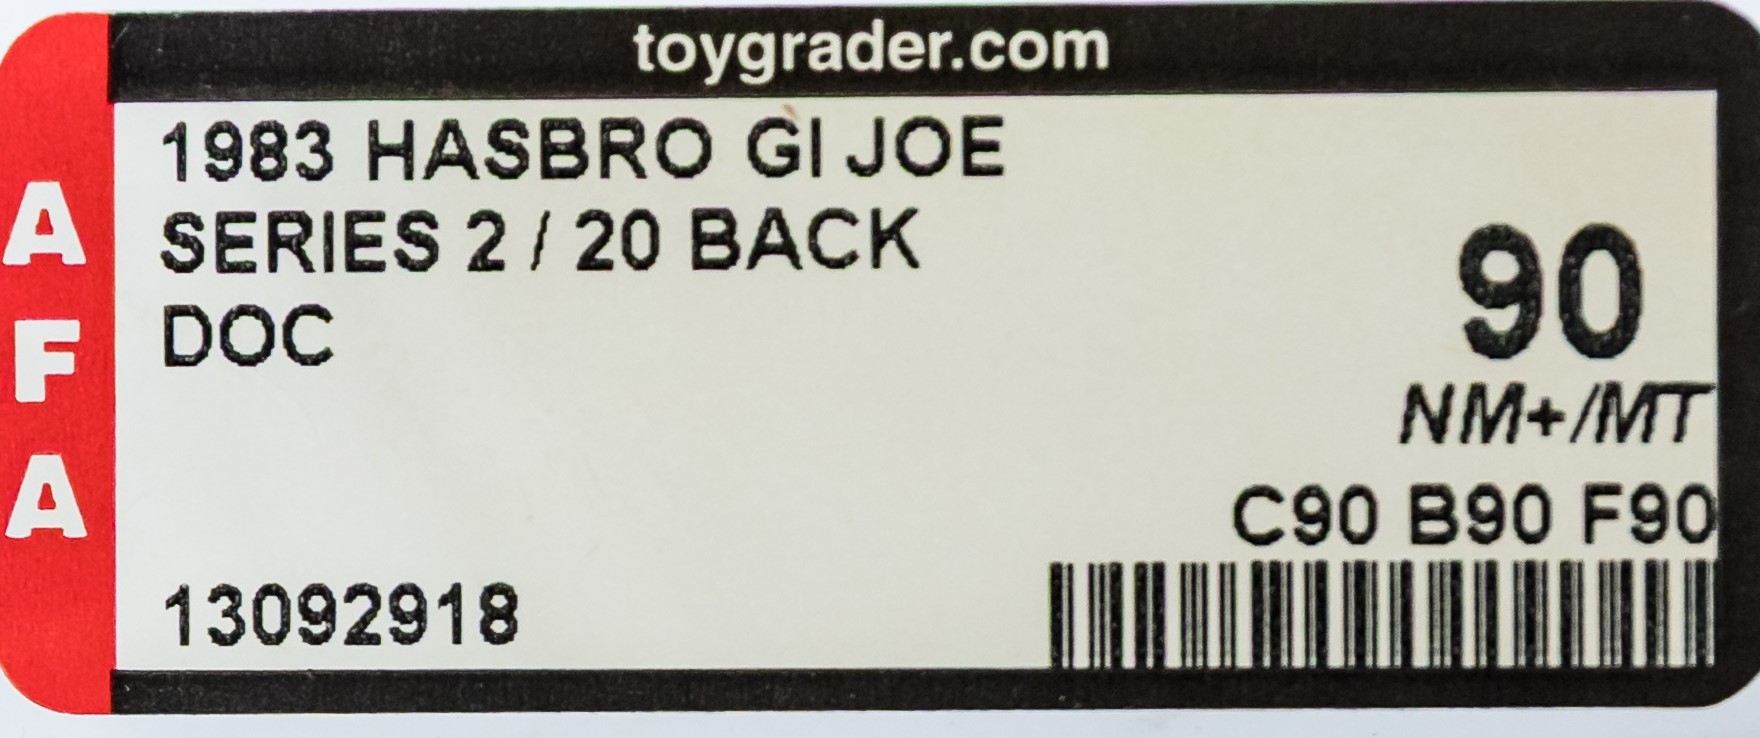 toygrader.com
AFA
1983 HASBRO GI JOE
SERIES 2 / 20 BACK
DOC
90
NM+/MT
C90 B90 F90
13092918